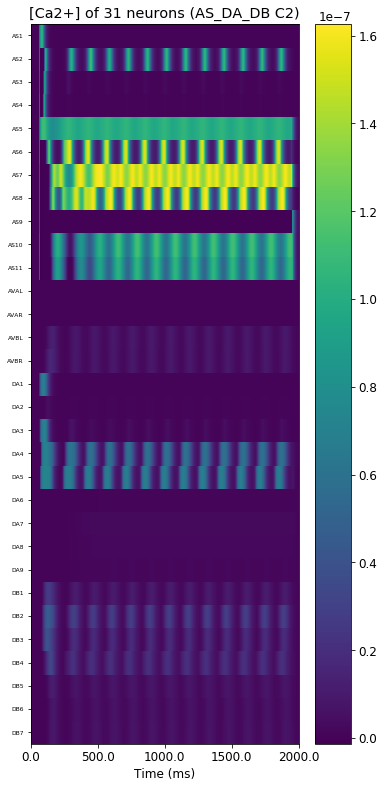 [Ca2+] of 31 neurons (AS_DA_DB C2)
1e−7
AS1
AS2
AS3
AS4
AS5
AS6
AS7
AS8
AS9
AS10
AS11
AVAL
AVAR
AVBL
AVBR
DA1
DA2
DA3
DA4
DA5
DA6
DA7
DA8
DA9
DB1
DB2
DB3
DB4
DB5
DB6
DB7
1.6
1.4
1.2
1.0
0.8
0.6
0.4
0.2
0.0
0.0 500.0 1000.0 1500.0 2000.0
Time (ms)